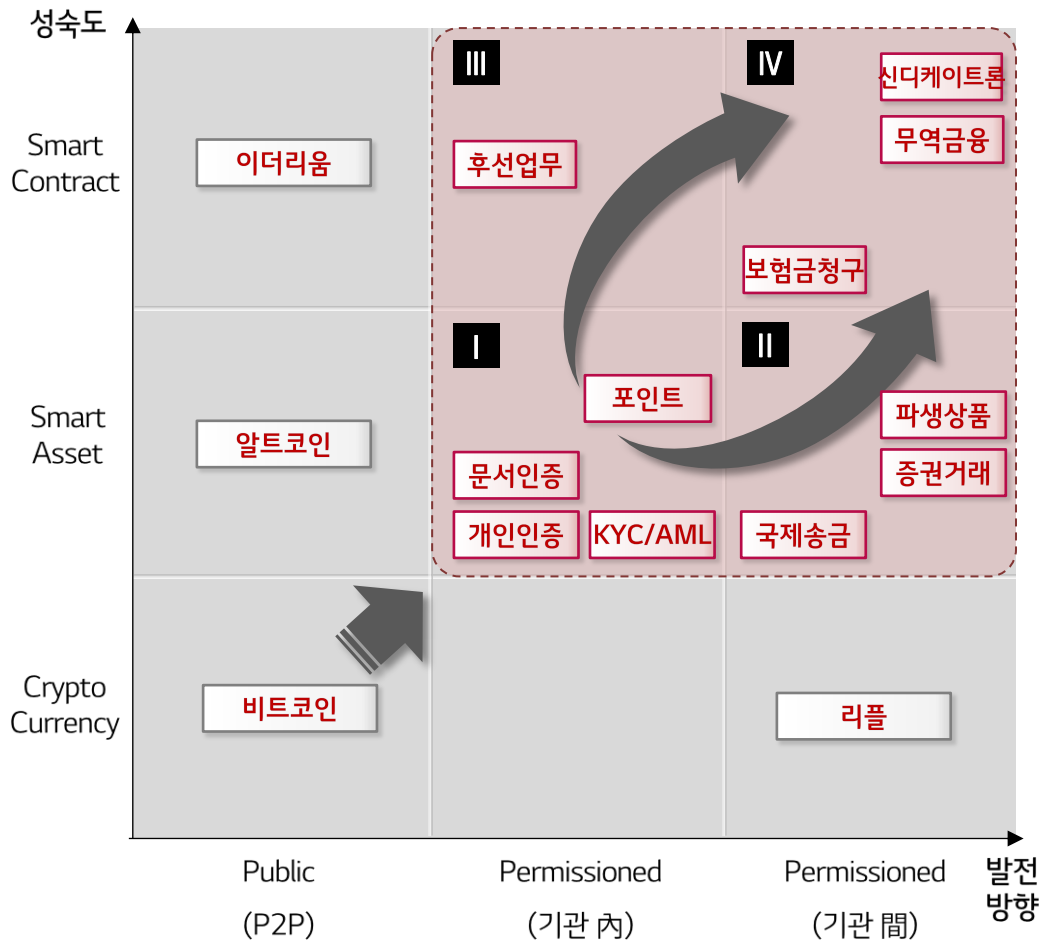 성숙도
Ⅲ
Ⅳ
신디케이트론
Smart
Contract
이더리움
후선업무
무역금융
보험금청구
Ⅰ
Ⅱ
Smart
Asset
알트코인
포인트
파생상품
문서인증
증권거래
개인인증
KYC/AML
국제송금
Crypto
Currency
비트코인
리플
Public
(P2P)
Permissioned
(기관 內)
Permissioned
(기관 間)
발전
방향